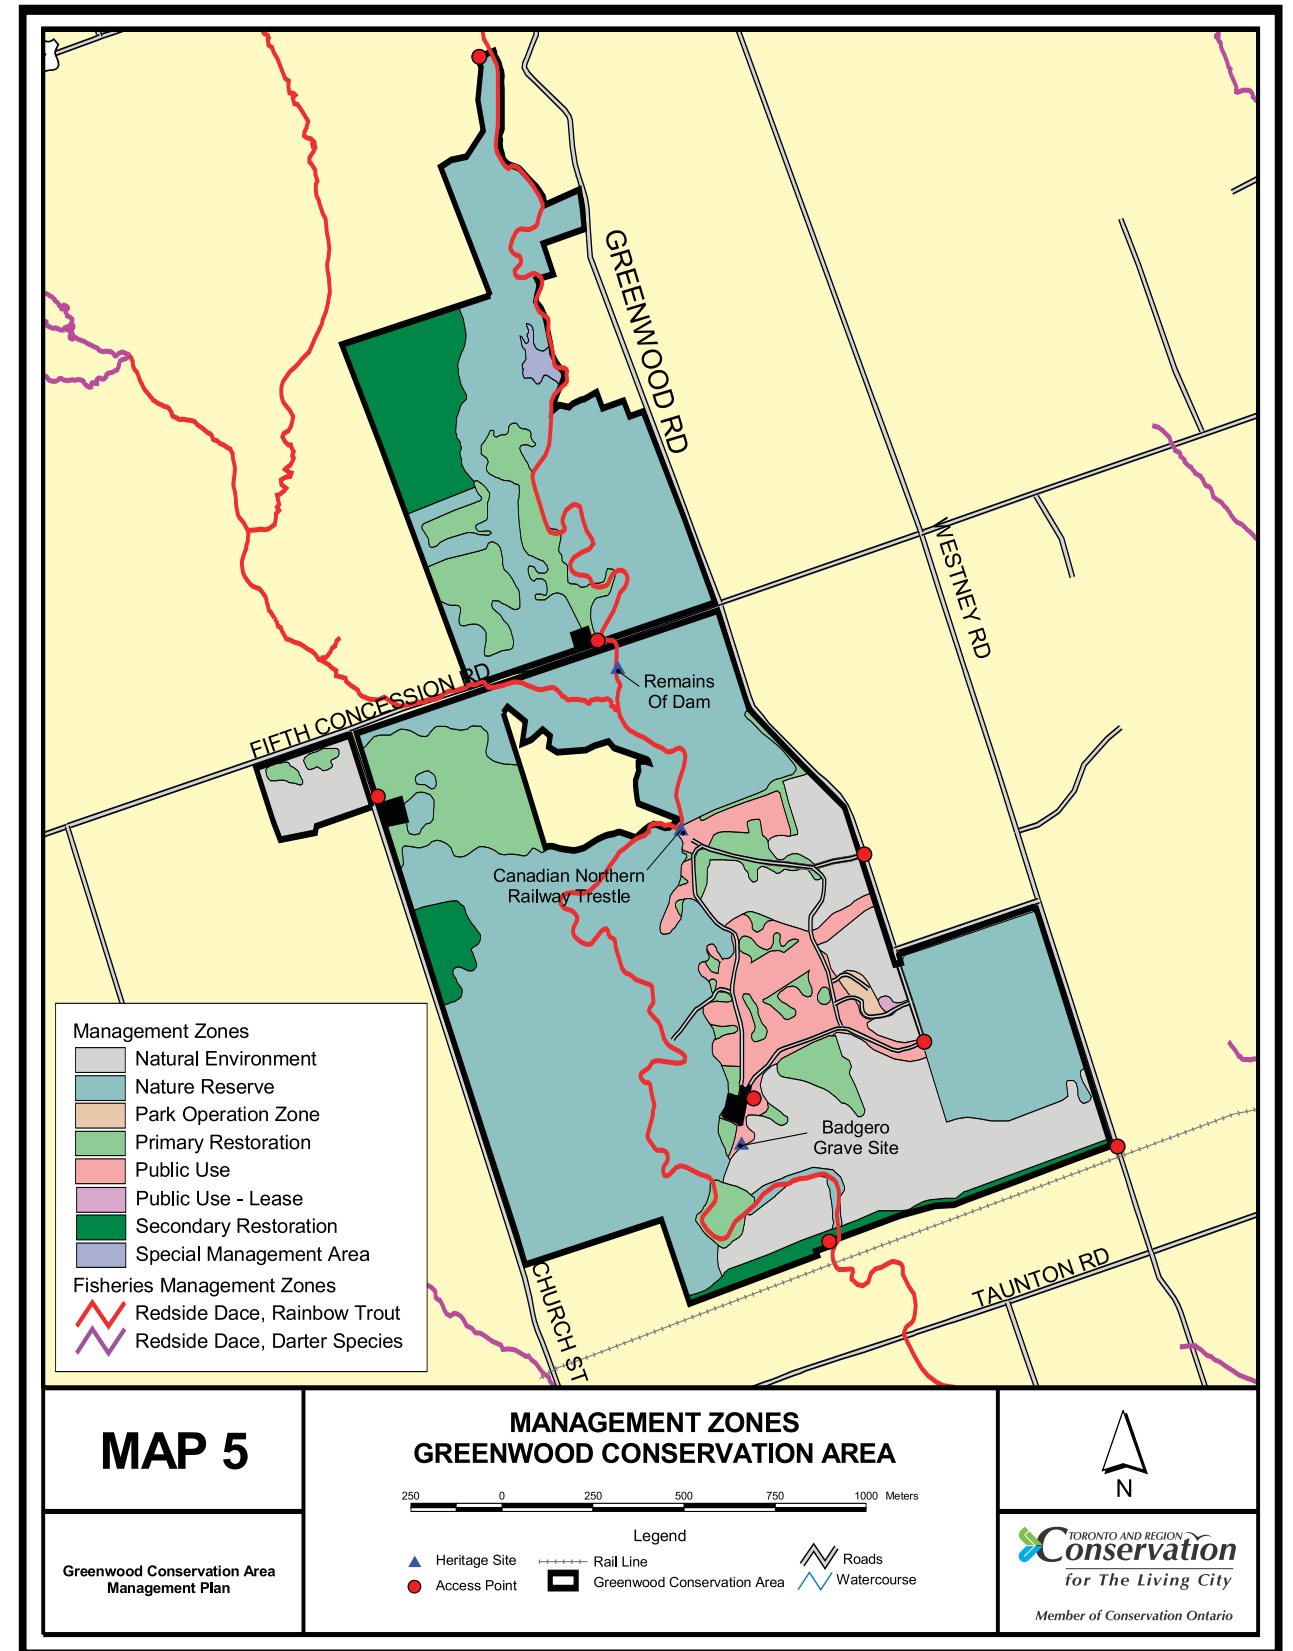 GREENWOOD RD
WESTNEY RD
FIFTH CONCESSION RD
Remains
Of Dam
Canadian Northern
Railway Trestle
Badgero
Grave Site
TAUNTON RD
CHURCH ST
Management Zones
Natural Environment
Nature Reserve
Park Operation Zone
Primary Restoration
Public Use
Public Use - Lease
Secondary Restoration
Special Management Area
Fisheries Management Zones
Redside Dace, Rainbow Trout
Redside Dace, Darter Species
MAP 5
Greenwood Conservation Area
Management Plan
MANAGEMENT ZONES
GREENWOOD CONSERVATION AREA
250 0 250 500 750 1000 Meters
Legend
Heritage Site
Access Point
Rail Line
Greenwood Conservation Area
Roads
Watercourse
N
TORONTO AND REGION
Conservation
for The Living City
Member of Conservation Ontario